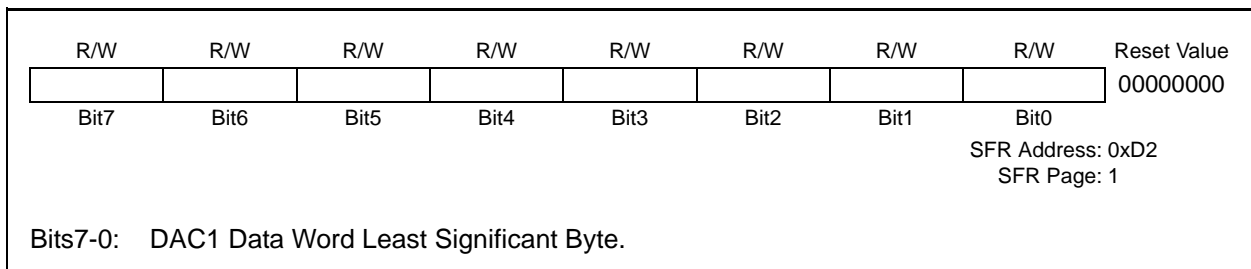 R/W R/W R/W R/W R/W R/W R/W R/W Reset Value
00000000
Bit7 Bit6 Bit5 Bit4 Bit3 Bit2 Bit1 Bit0
SFR Address: 0xD2
SFR Page: 1
Bits7-0: DAC1 Data Word Least Significant Byte.